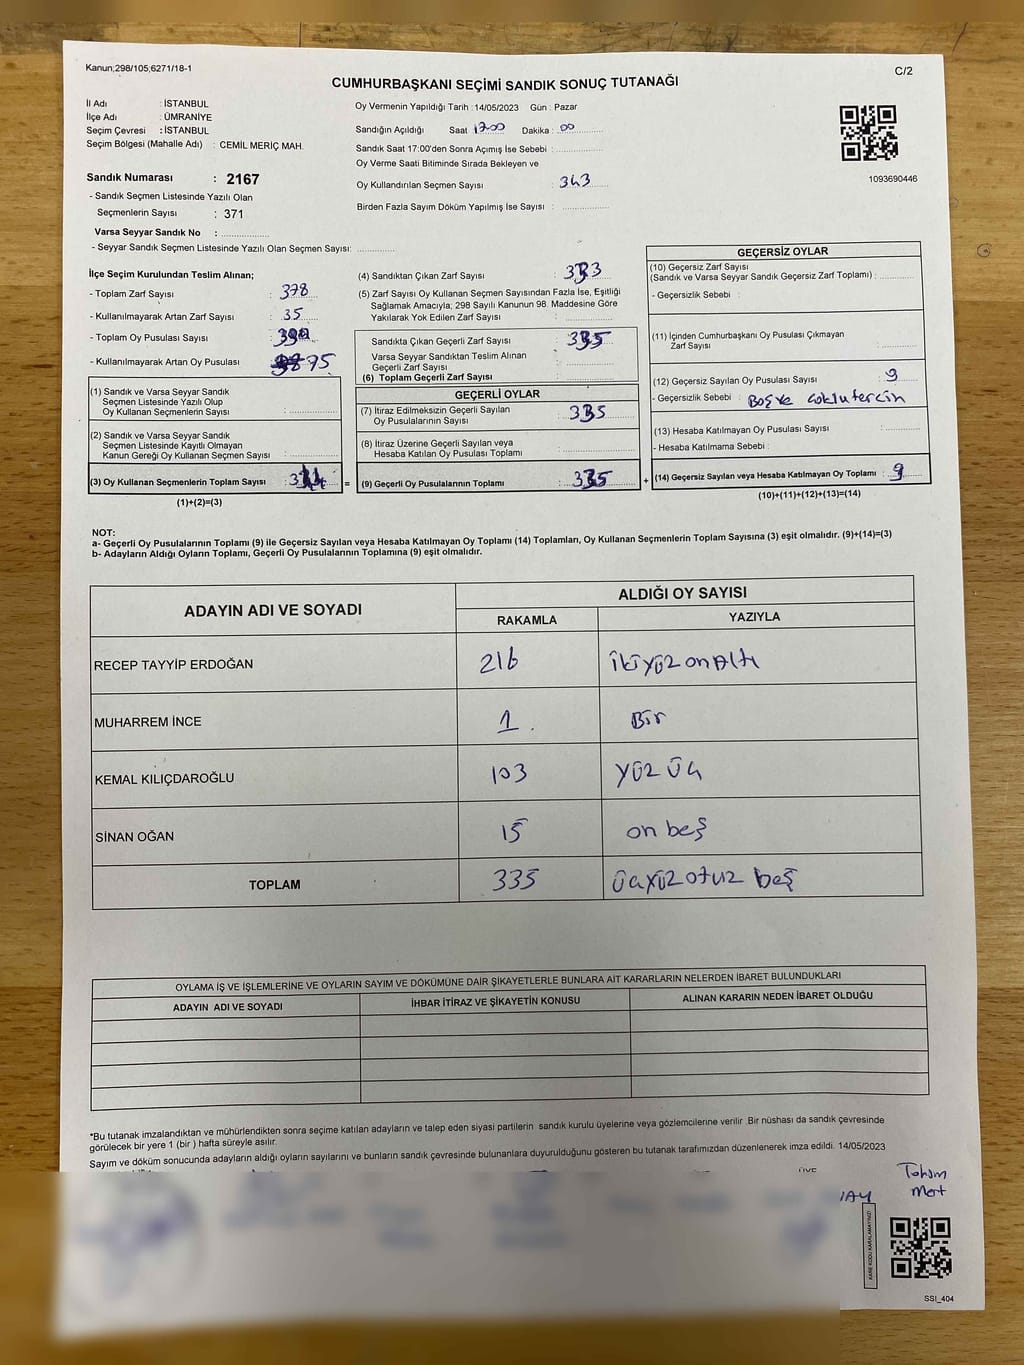 Kanun;298/105,6271/18-1
C/2
CUMHURBAŞKANI SEÇİMİ SANDIK SONUÇ TUTANAĞI
İl Adı : İSTANBUL
İlçe Adı : ÜMRANİYE
Seçim Çevresi : İSTANBUL
Seçim Bölgesi (Mahalle Adı) : CEMİL MERİÇ MAH.
Sandık Numarası : 2167
- Sandık Seçmen Listesinde Yazılı Olan
Seçmenlerin Sayısı : 371
Varsa Seyyar Sandık No :
- Seyyar Sandık Seçmen Listesinde Yazılı Olan Seçmen Sayısı:
Oy Vermenin Yapıldığı Tarih : 14/05/2023 Gün : Pazar
Sandığın Açıldığı Saat 17:00 Dakika : 00
Sandık Saat 17:00'den Sonra Açımış İse Sebebi :
Oy Verme Saati Bitiminde Sırada Bekleyen ve
Oy Kullandırılan Seçmen Sayısı : 343
Birden Fazla Sayım Döküm Yapılmış İse Sayısı :
1093690446
İlçe Seçim Kurulundan Teslim Alınan;
- Toplam Zarf Sayısı : 378
- Kullanılmayarak Artan Zarf Sayısı : 35
- Toplam Oy Pusulası Sayısı :
- Kullanılmayarak Artan Oy Pusulası : 75
(1) Sandık ve Varsa Seyyar Sandık
Seçmen Listesinde Yazılı Olup
Oy Kullanan Seçmenlerin Sayısı :
(2) Sandık ve Varsa Seyyar Sandık
Seçmen Listesinde Kayıtlı Olmayan
Kanun Gereği Oy Kullanan Seçmen Sayısı :
(3) Oy Kullanan Seçmenlerin Toplam Sayısı : =
(1)+(2)=(3)
(4) Sandıktan Çıkan Zarf Sayısı : 333
(5) Zarf Sayısı Oy Kullanan Seçmen Sayısından Fazla İse, Eşitliği
Sağlamak Amacıyla; 298 Sayılı Kanunun 98. Maddesine Göre
Yakılarak Yok Edilen Zarf Sayısı :
Sandıkta Çıkan Geçerli Zarf Sayısı : 335
Varsa Seyyar Sandıktan Teslim Alınan
Geçerli Zarf Sayısı :
(6) Toplam Geçerli Zarf Sayısı :
GEÇERLİ OYLAR
(7) İtiraz Edilmeksizin Geçerli Sayılan
Oy Pusulalarının Sayısı : 335
(8) İtiraz Üzerine Geçerli Sayılan veya
Hesaba Katılan Oy Pusulası Toplamı :
(9) Geçerli Oy Pusulalarının Toplamı : 335 +
GEÇERSİZ OYLAR
(10) Geçersiz Zarf Sayısı
(Sandık ve Varsa Seyyar Sandık Geçersiz Zarf Toplamı) :
- Geçersizlik Sebebi :
(11) İçinden Cumhurbaşkanı Oy Pusulası Çıkmayan
Zarf Sayısı :
(12) Geçersiz Sayılan Oy Pusulası Sayısı : 9
- Geçersizlik Sebebi : Boş ve çoklu tercih
(13) Hesaba Katılmayan Oy Pusulası Sayısı :
- Hesaba Katılmama Sebebi :
(14) Geçersiz Sayılan veya Hesaba Katılmayan Oy Toplamı : 9
(10)+(11)+(12)+(13)=(14)
NOT:
a- Geçerli Oy Pusulalarının Toplamı (9) ile Geçersiz Sayılan veya Hesaba Katılmayan Oy Toplamı (14) Toplamları, Oy Kullanan Seçmenlerin Toplam Sayısına (3) eşit olmalıdır. (9)+(14)=(3)
b- Adayların Aldığı Oyların Toplamı, Geçerli Oy Pusulalarının Toplamına (9) eşit olmalıdır.
ADAYIN ADI VE SOYADI
ALDIĞI OY SAYISI
RAKAMLA YAZIYLA
RECEP TAYYİP ERDOĞAN 216 İkiyüz onAltı
MUHARREM İNCE 1 Bir
KEMAL KILIÇDAROĞLU 103 Yüz üç
SİNAN OĞAN 15 on beş
TOPLAM 335 üçyüz otuz beş
OYLAMA İŞ VE İŞLEMLERİNE VE OYLARIN SAYIM VE DÖKÜMÜNE DAİR ŞİKAYETLERLE BUNLARA AİT KARARLARIN NELERDEN İBARET BULUNDUKLARI
ADAYIN ADI VE SOYADI İHBAR İTİRAZ VE ŞİKAYETİN KONUSU ALINAN KARARIN NEDEN İBARET OLDUĞU
*Bu tutanak imzalandıktan ve mühürlendikten sonra seçime katılan adayların ve talep eden siyasi partilerin sandık kurulu üyelerine veya gözlemcilerine verilir .Bir nüshası da sandık çevresinde
görülecek bir yere 1 (bir ) hafta süreyle asılır.
Sayım ve döküm sonucunda adayların aldığı oyların sayılarını ve bunların sandık çevresinde bulunanlara duyurulduğunu gösteren bu tutanak tarafımızdan düzenlenerek imza edildi. 14/05/2023
Mert
KARE KODU KARALAMAYINIZ!
SSI_404